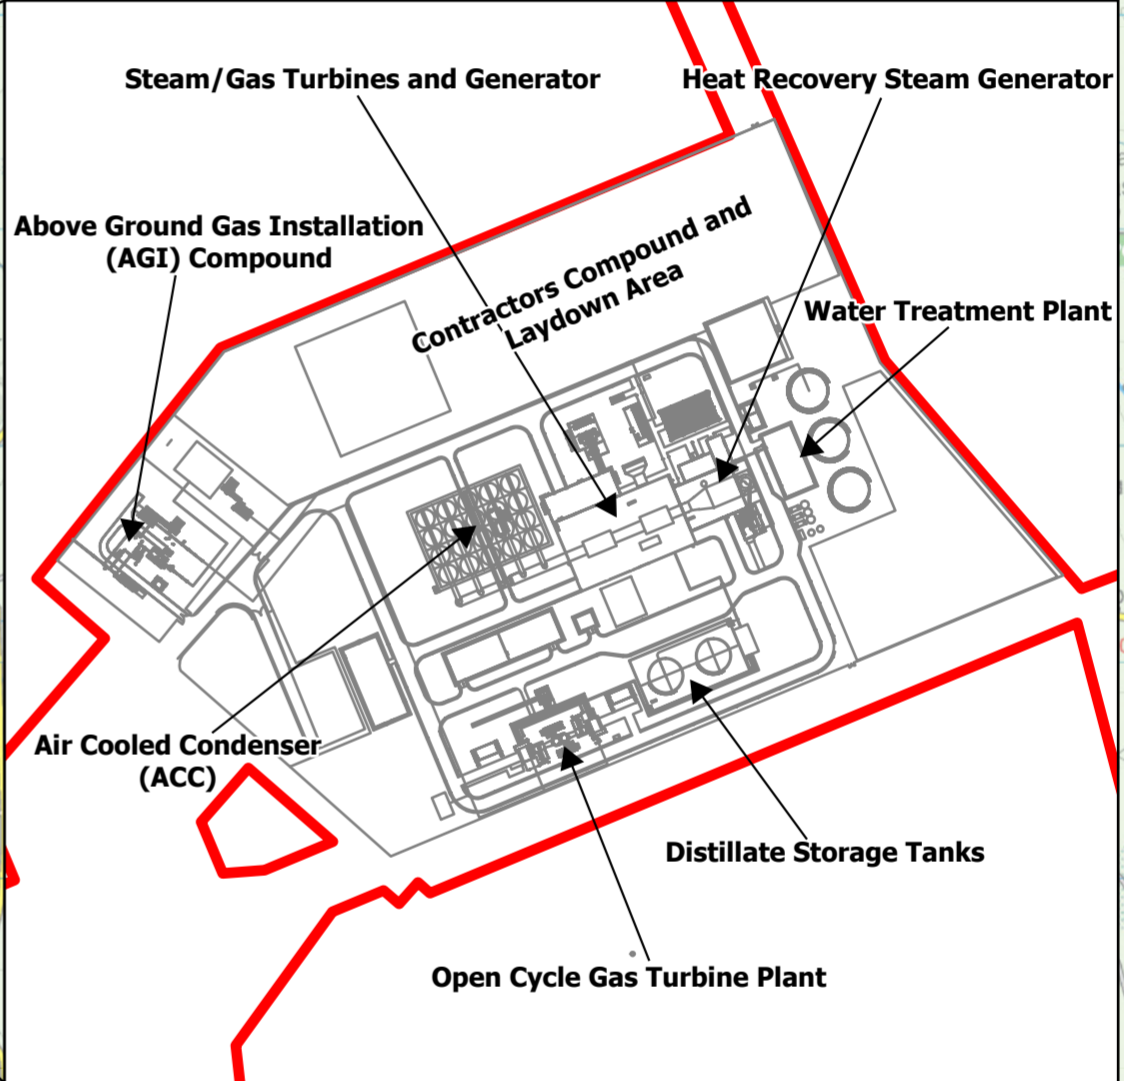 Steam/Gas Turbines and Generator
Heat Recovery Steam Generator
Above Ground Gas Installation
(AGI) Compound
Contractors Compound and
Laydown Area
Water Treatment Plant
Air Cooled Condenser
(ACC)
Distillate Storage Tanks
Open Cycle Gas Turbine Plant